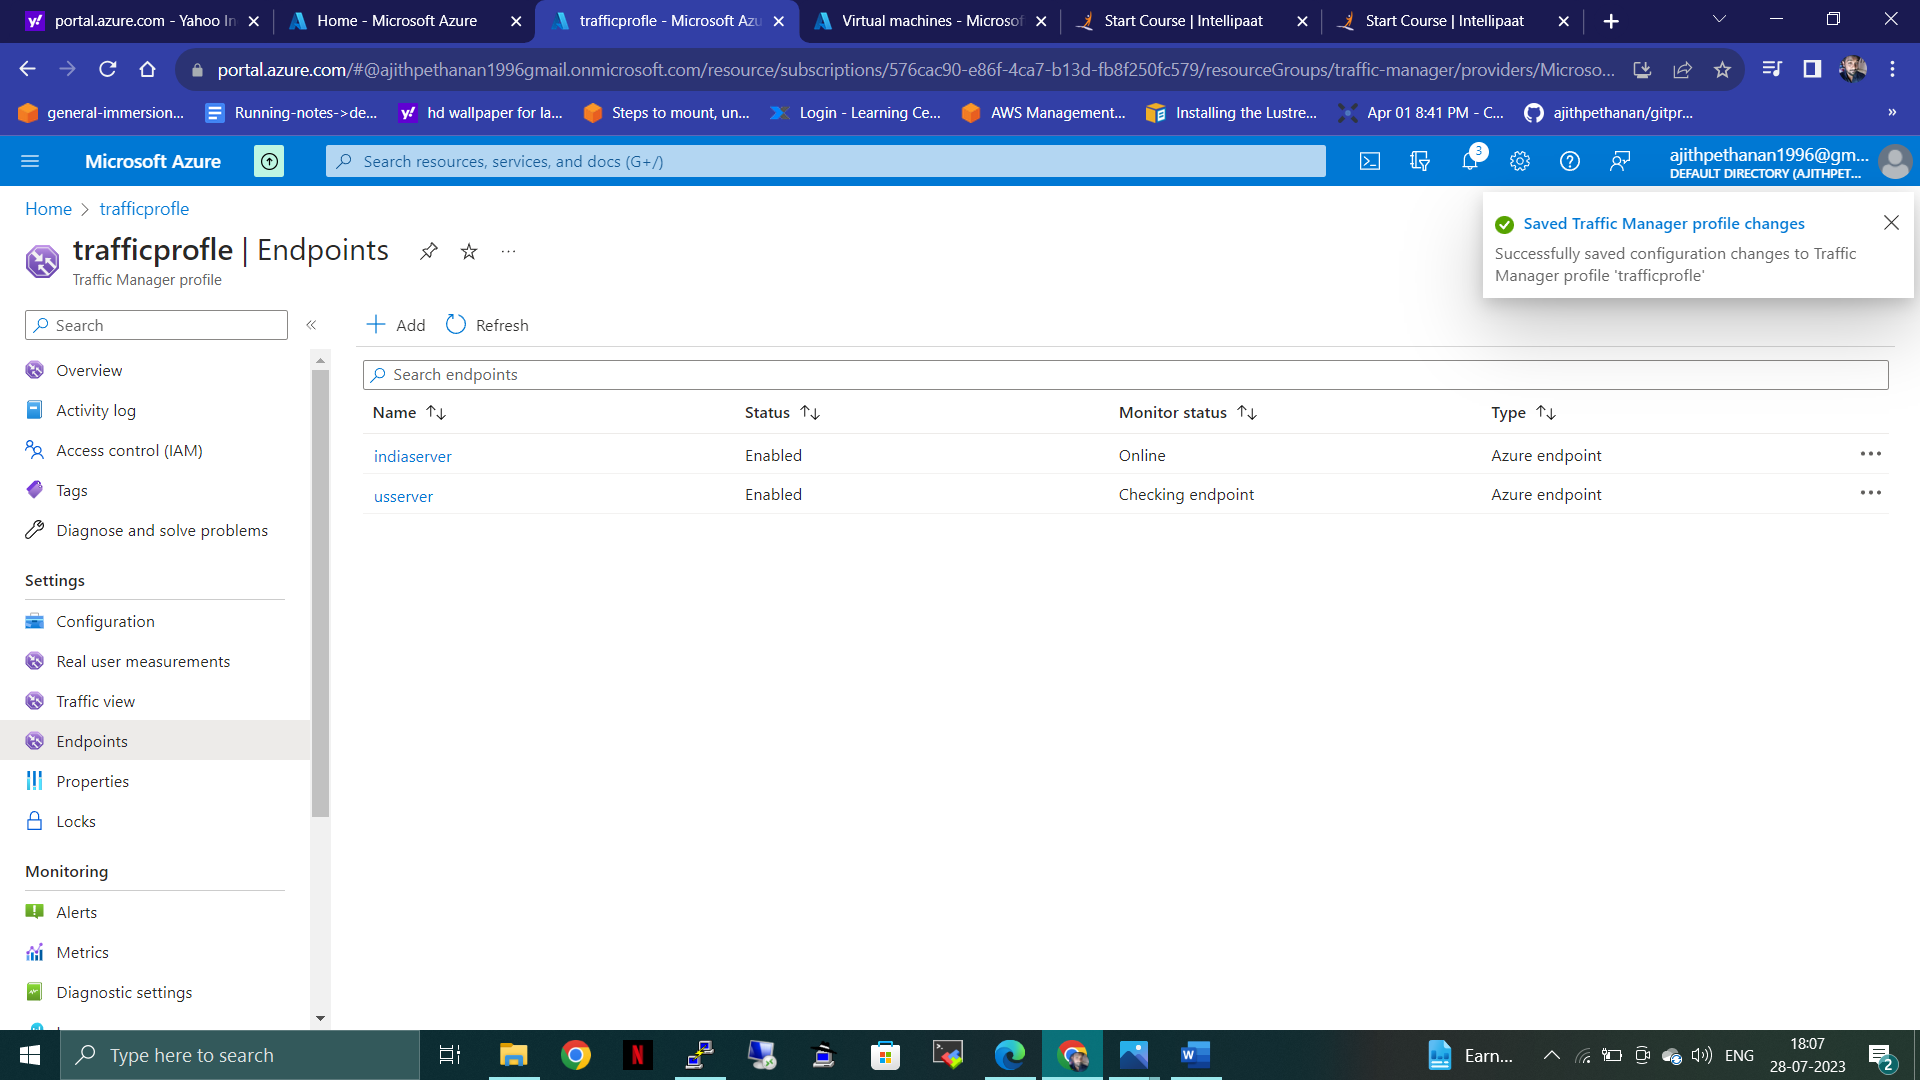 portal.azure.com - Yahoo In
Home - Microsoft Azure
trafficprofle - Microsoft Azu
Virtual machines - Microsof
Start Course | Intellipaat
Start Course | Intellipaat
portal.azure.com/#@ajithpethanan1996gmail.onmicrosoft.com/resource/subscriptions/576cac90-e86f-4ca7-b13d-fb8f250fc579/resourceGroups/traffic-manager/providers/Microso...
general-immersion...
Running-notes->de...
hd wallpaper for la...
Steps to mount, un...
Login - Learning Ce...
AWS Management...
Installing the Lustre...
Apr 01 8:41 PM - C...
ajithpethanan/gitpr...
»
Microsoft Azure
Search resources, services, and docs (G+/)
3
ajithpethanan1996@gm...
DEFAULT DIRECTORY (AJITHPET...
Home > trafficprofle
Saved Traffic Manager profile changes
Successfully saved configuration changes to Traffic
Manager profile 'trafficprofle'
trafficprofle | Endpoints
Traffic Manager profile
Search
Add
Refresh
Search endpoints
Name Status Monitor status Type
indiaserver Enabled Online Azure endpoint
usserver Enabled Checking endpoint Azure endpoint
Overview
Activity log
Access control (IAM)
Tags
Diagnose and solve problems
Settings
Configuration
Real user measurements
Traffic view
Endpoints
Properties
Locks
Monitoring
Alerts
Metrics
Diagnostic settings
Type here to search
Earn...
ENG
18:07
28-07-2023
2